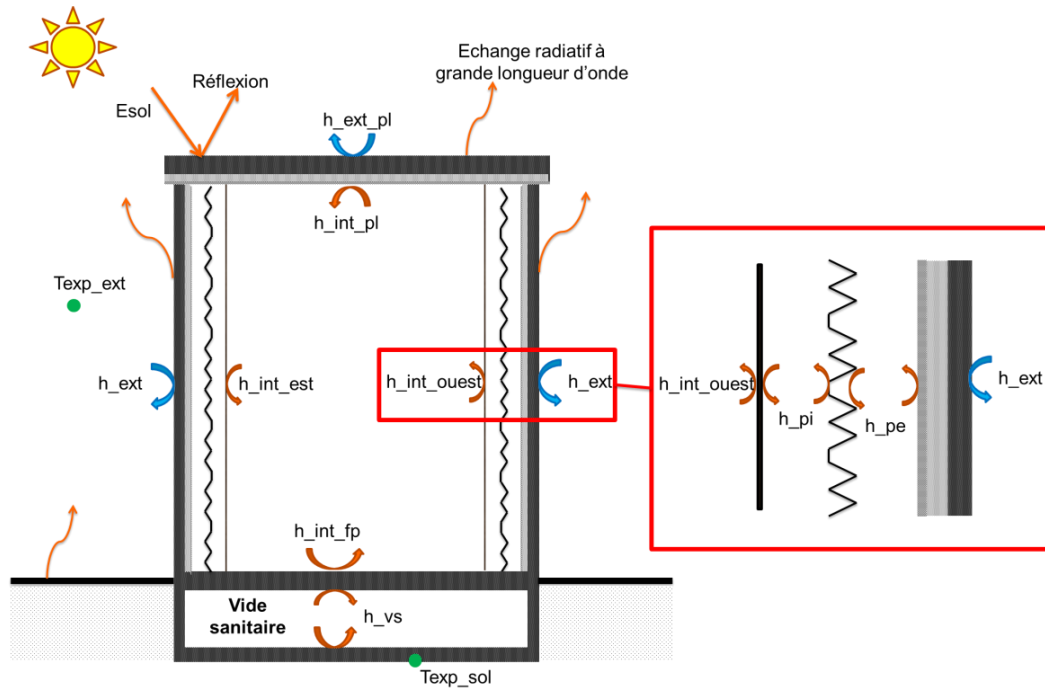 Echange radiatif à
grande longueur d'onde
Réflexion
Esol
h_ext_pl
h_int_pl
Texp_ext
h_ext
h_int_est
h_int_ouest
h_ext
h_int_ouest
h_pi
h_pe
h_ext
h_int_fp
Vide
sanitaire
h_vs
Texp_sol